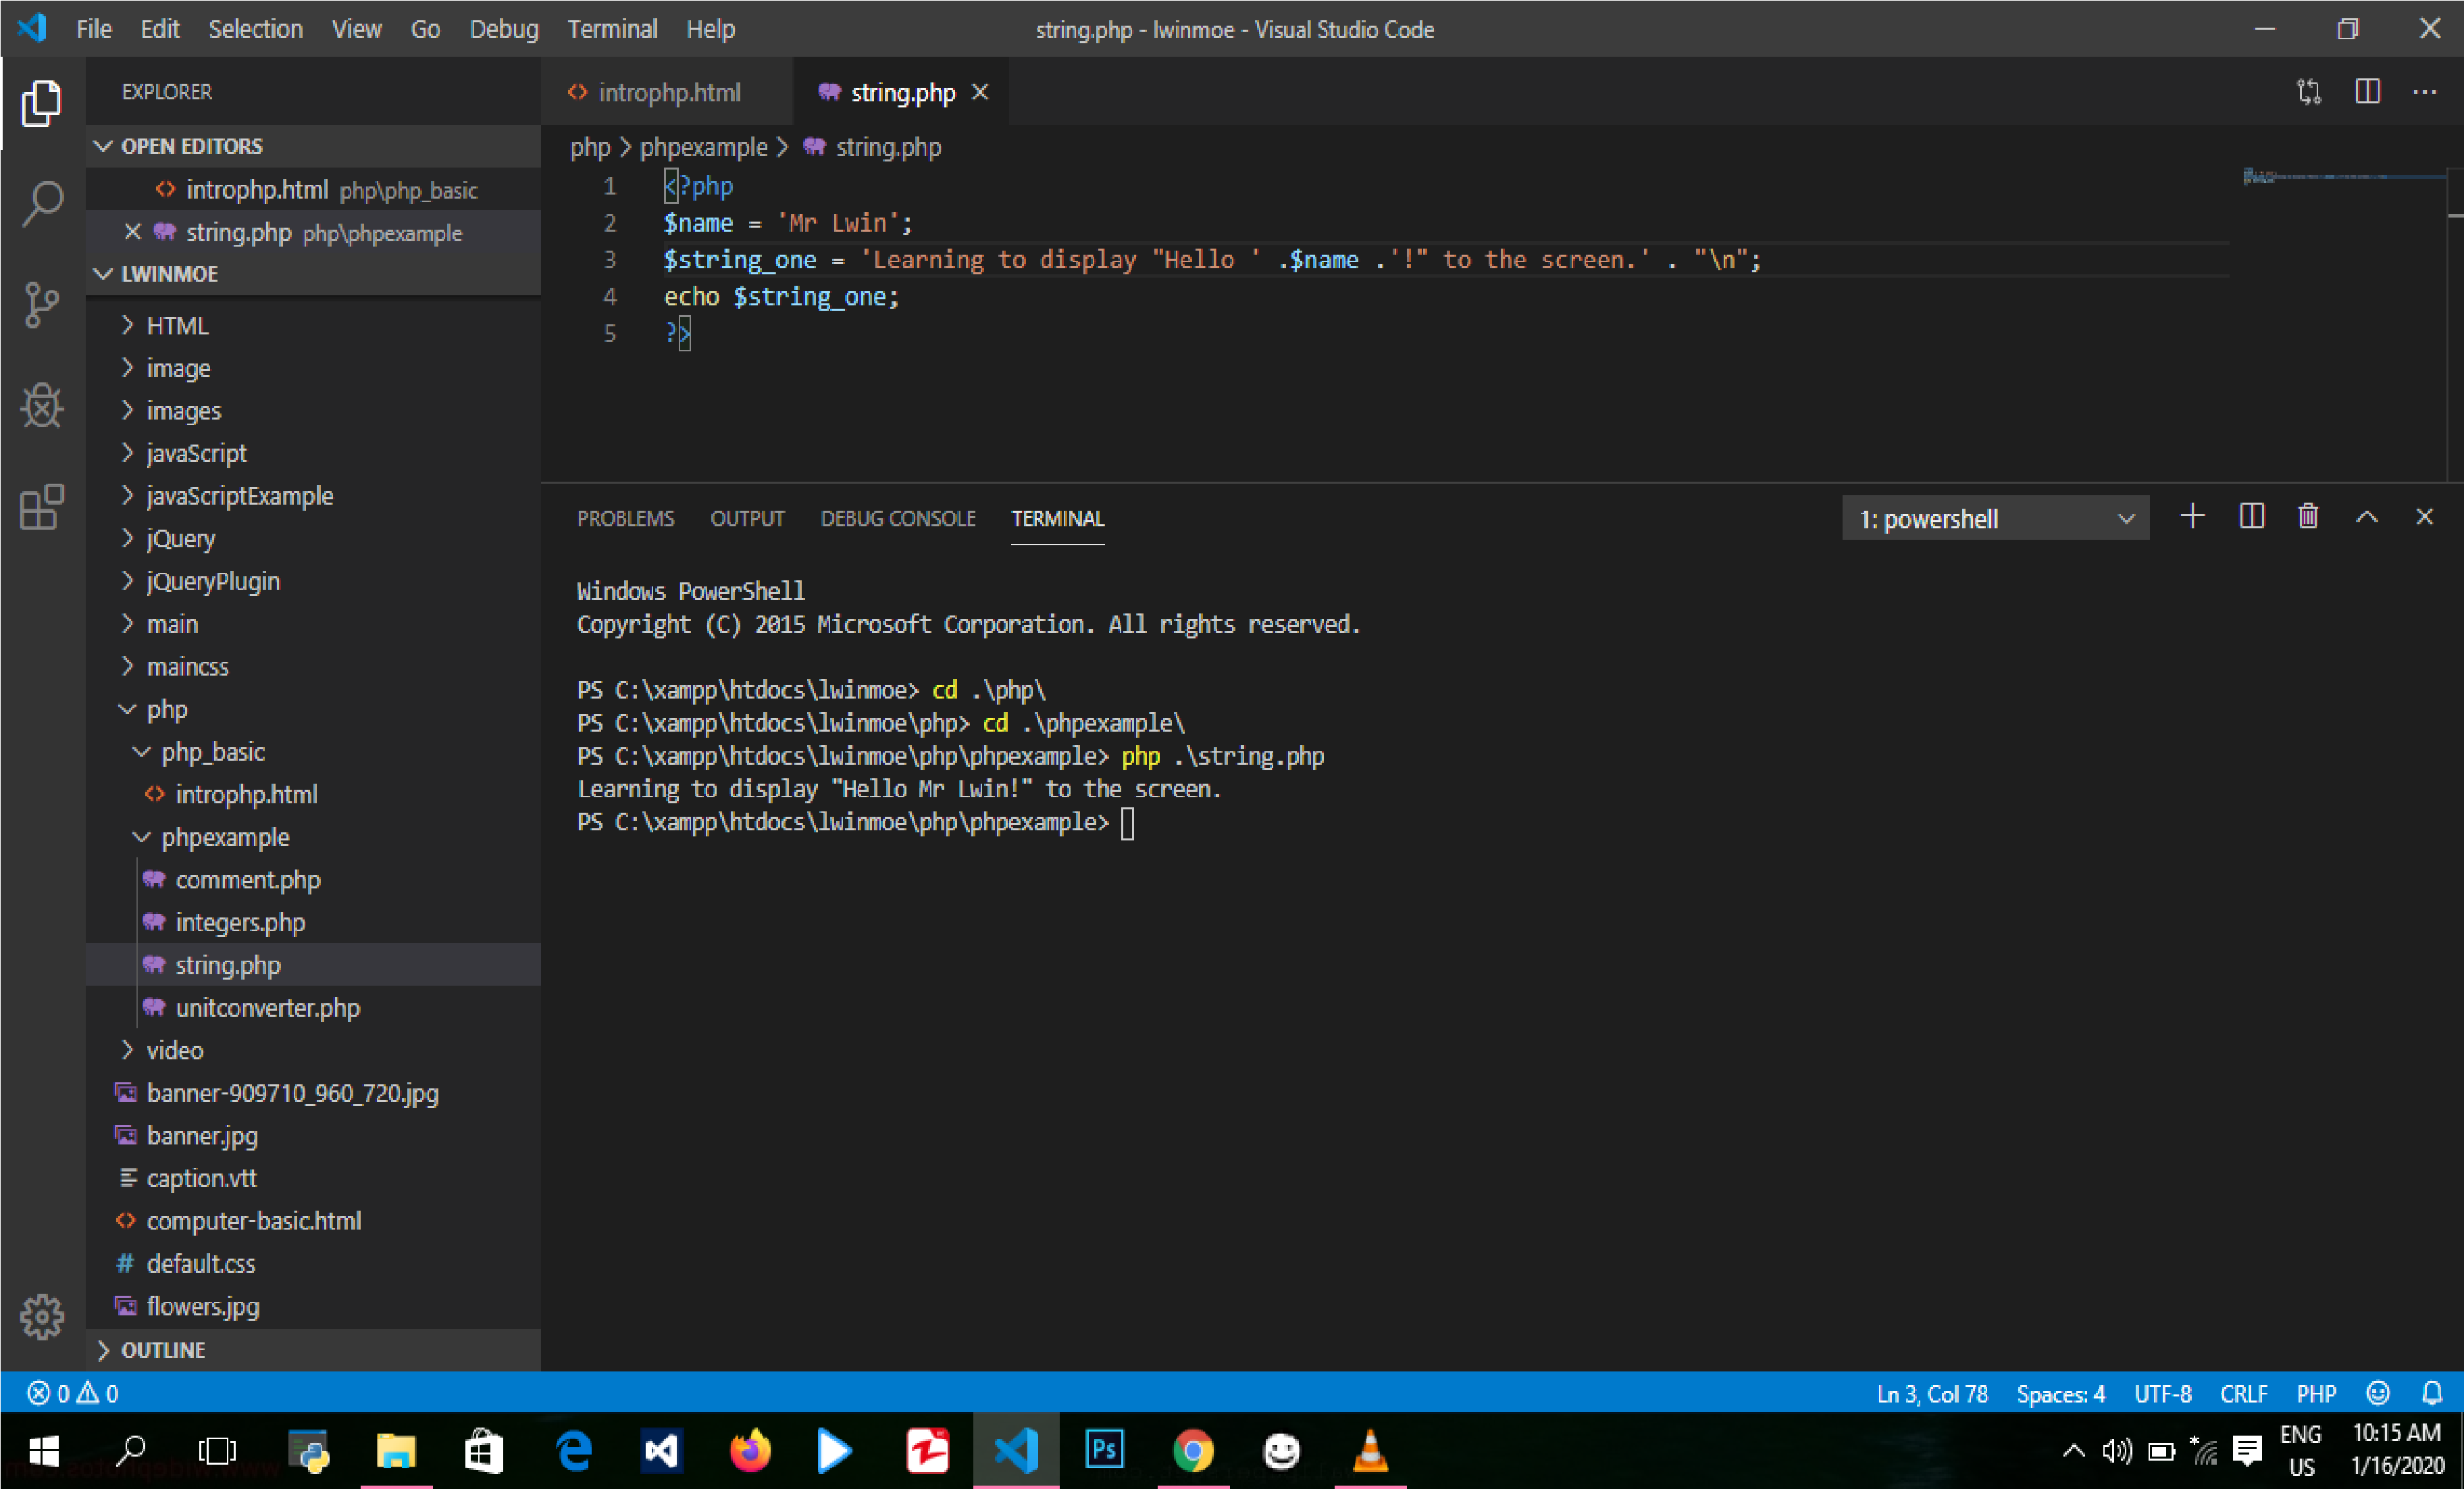 File Edit Selection View Go Debug Terminal Help string.php - lwinmoe - Visual Studio Code
EXPLORER
OPEN EDITORS
introphp.html php\php_basic
string.php php\phpexample
LWINMOE
HTML
image
images
javaScript
javaScriptExample
jQuery
jQueryPlugin
main
maincss
php
php_basic
introphp.html
phpexample
comment.php
integers.php
string.php
unitconverter.php
video
banner-909710_960_720.jpg
banner.jpg
caption.vtt
computer-basic.html
default.css
flowers.jpg
OUTLINE
introphp.html string.php
php > phpexample > string.php
1 <?php
2 $name = 'Mr Lwin';
3 $string_one = 'Learning to display "Hello ' .$name .'!" to the screen.' . "\n";
4 echo $string_one;
5 ?>
PROBLEMS OUTPUT DEBUG CONSOLE TERMINAL 1: powershell
Windows PowerShell
Copyright (C) 2015 Microsoft Corporation. All rights reserved.
PS C:\xampp\htdocs\lwinmoe> cd .\php\
PS C:\xampp\htdocs\lwinmoe\php> cd .\phpexample\
PS C:\xampp\htdocs\lwinmoe\php\phpexample> php .\string.php
Learning to display "Hello Mr Lwin!" to the screen.
PS C:\xampp\htdocs\lwinmoe\php\phpexample>
0 0 Ln 3, Col 78 Spaces: 4 UTF-8 CRLF PHP
Ps
ENG
US
10:15 AM
1/16/2020